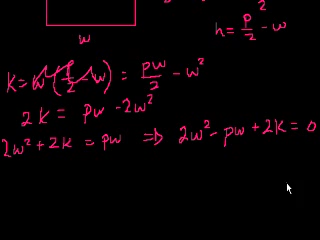 w
h = p/2 - w
K = w(p/2 - w) = pw/2 - w²
2K = pw - 2w²
2w² + 2K = pw ⇒ 2w² - pw + 2K = 0